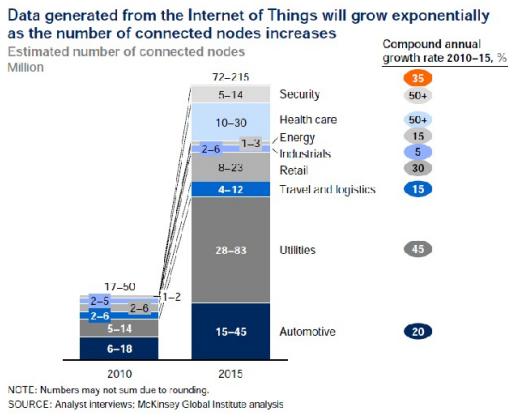 Data generated from the Internet of Things will grow exponentially
as the number of connected nodes increases
Estimated number of connected nodes
Million
Compound annual
growth rate 2010–15, %
72–215
35
5–14
Security
50+
10–30
Health care
50+
1–3
Energy
15
2–6
Industrials
5
8–23
Retail
30
4–12
Travel and logistics
15
28–83
Utilities
45
15–45
Automotive
20
17–50
1–2
2–5
2–6
2–6
5–14
6–18
2010
2015
NOTE: Numbers may not sum due to rounding.
SOURCE: Analyst interviews; McKinsey Global Institute analysis